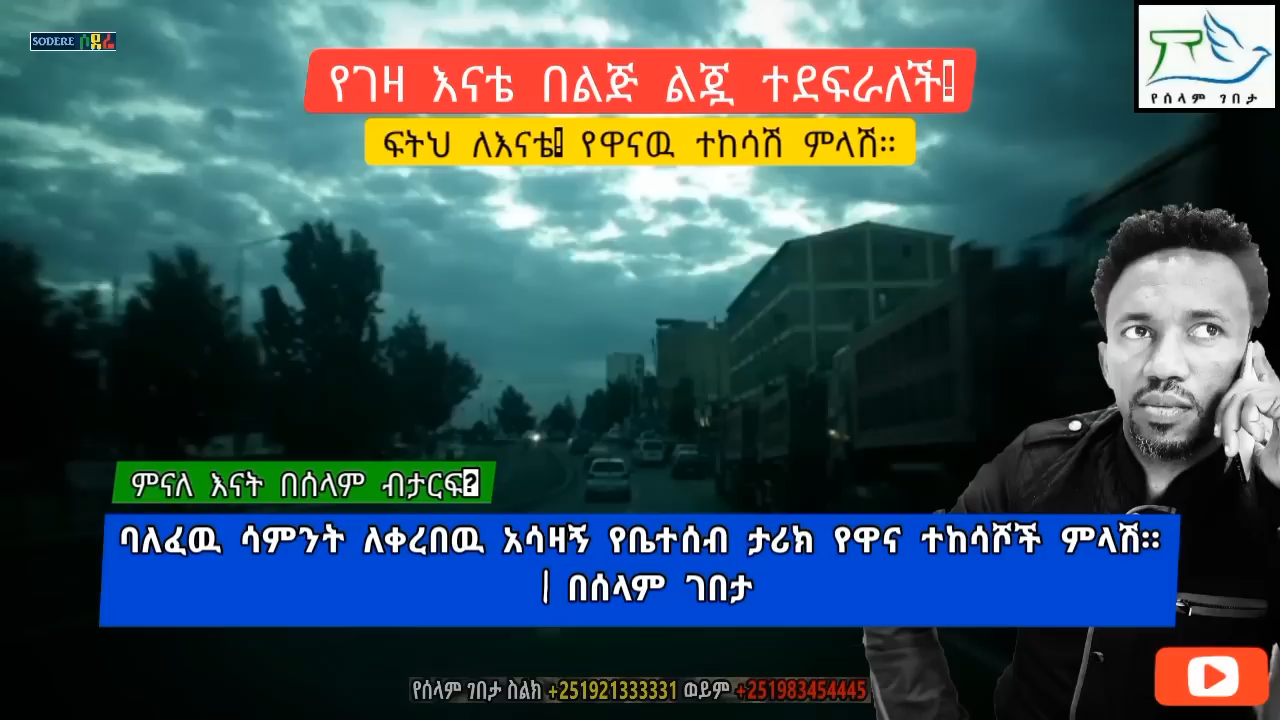 SODERE ሶደሬ
የሰላም ገበታ
የገዛ እናቴ በልጅ ልጇ ተደፍራለች
ፍትህ ለእናቴ የዋናዉ ተከሳሽ ምላሽ።
ምናለ እናት በሰላም ብታርፍ?
ባለፈዉ ሳምንት ለቀረበዉ አሳዛኝ የቤተሰብ ታሪክ የዋና ተከሳሾች ምላሽ።
| በሰላም ገበታ
የሰላም ገበታ ስልክ +251921333331 ወይም +251983454445